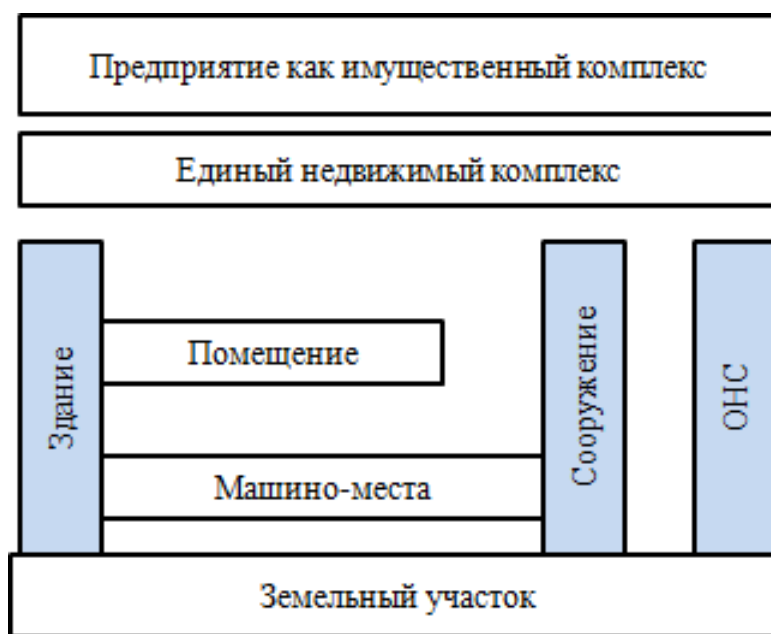 Предприятие как имущественный комплекс
Единый недвижимый комплекс
Здание
Помещение
Машино-места
Сооружение
ОНС
Земельный участок